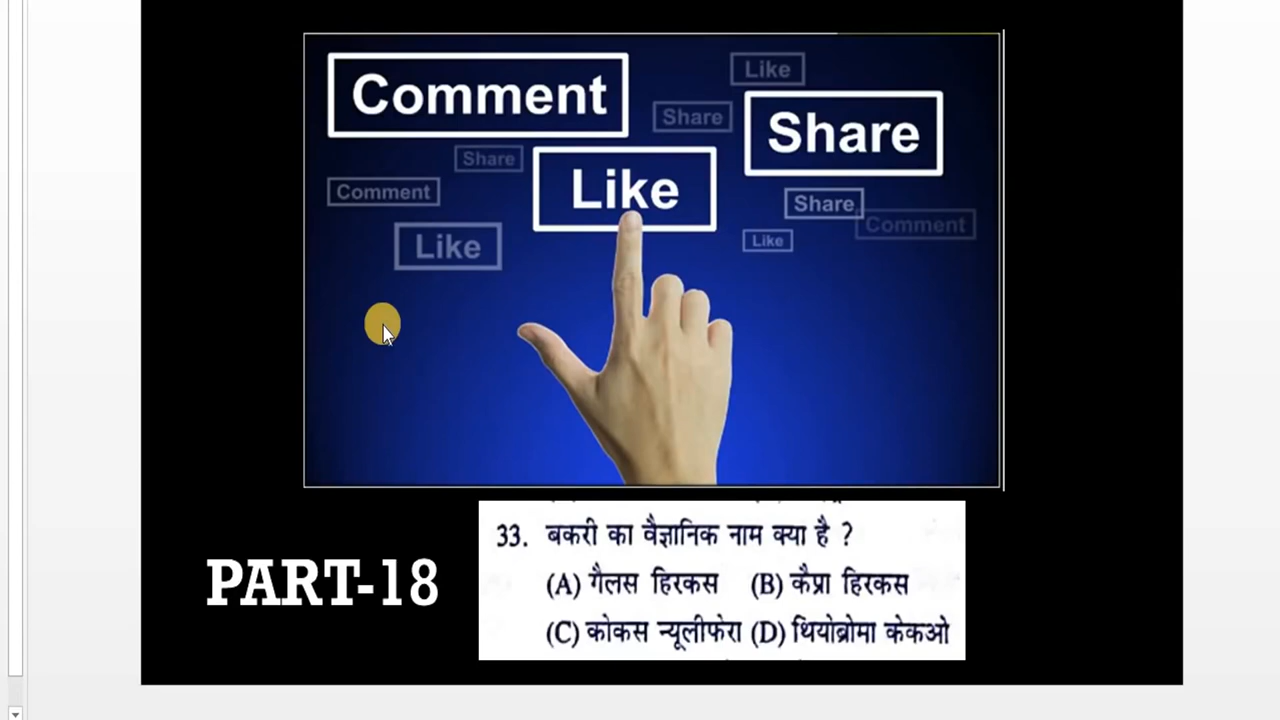 Like
Comment
Share
Share
Share
Like
Comment
Share
Comment
Like
Like
33. बकरी का वैज्ञानिक नाम क्या है ?
PART-18
(A) गैलस हिरकस (B) कैप्रा हिरकस
(C) कोकस न्यूलीफेरा (D) थियोब्रोमा केकओ